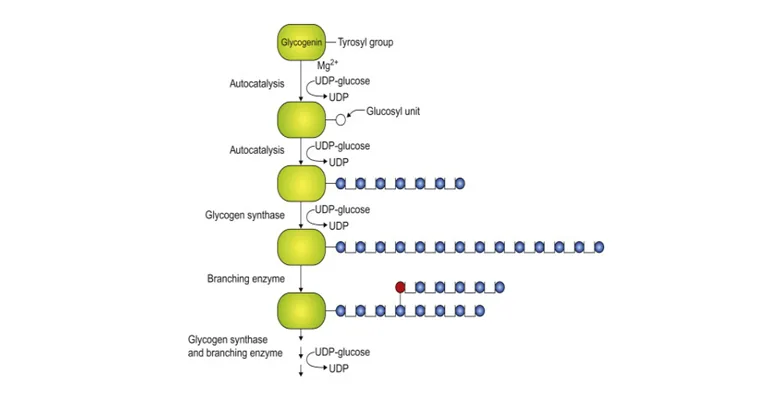 Glycogenin
Tyrosyl group
Mg2+
Autocatalysis
UDP-glucose
UDP
Glucosyl unit
Autocatalysis
UDP-glucose
UDP
Glycogen synthase
UDP-glucose
UDP
Branching enzyme
Glycogen synthase
and branching enzyme
UDP-glucose
UDP